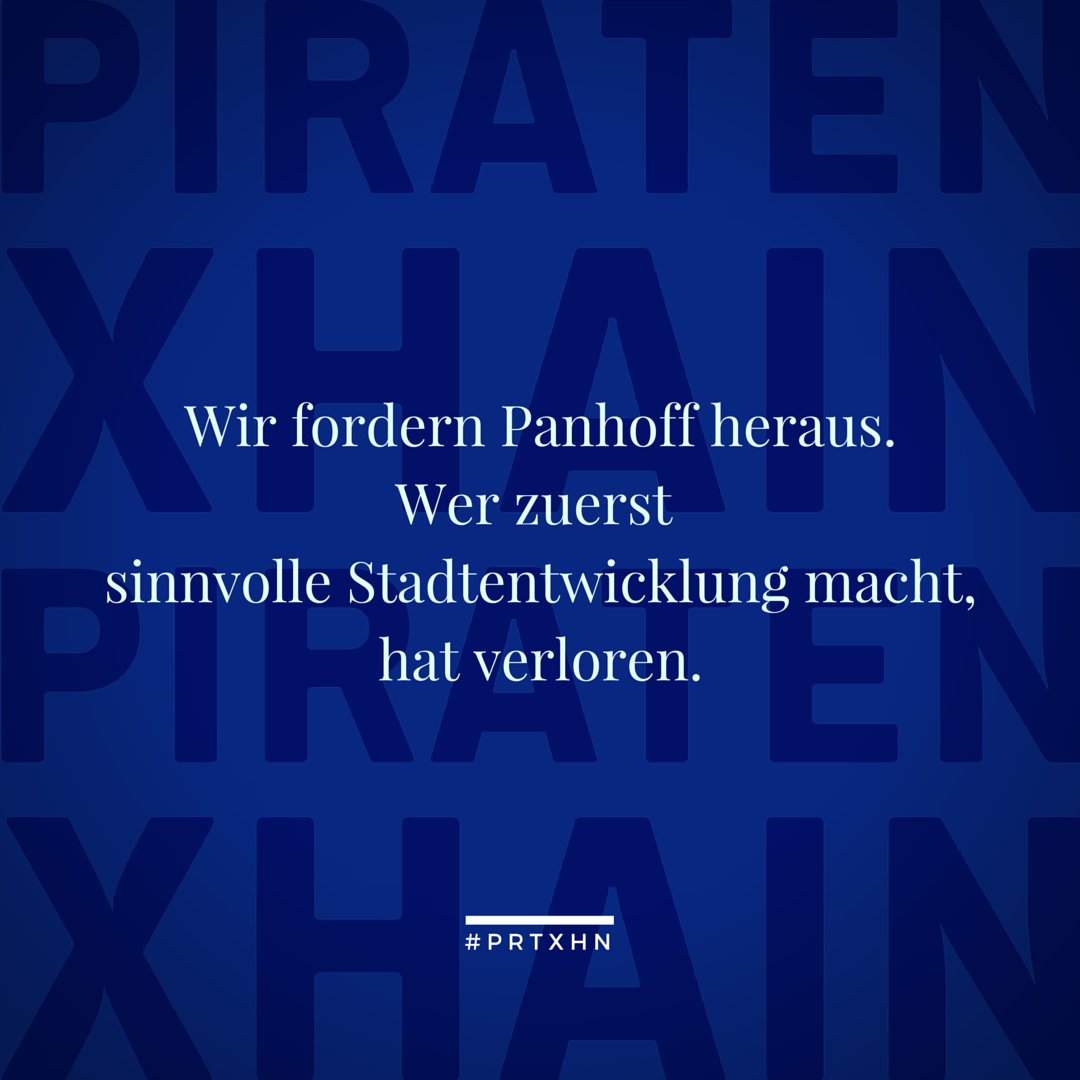 PIRATEN
XHAIN
Wir fordern Panhoff heraus.
Wer zuerst
sinnvolle Stadtentwicklung macht,
hat verloren.
PIRATEN
XHAIN
#PRTXHN